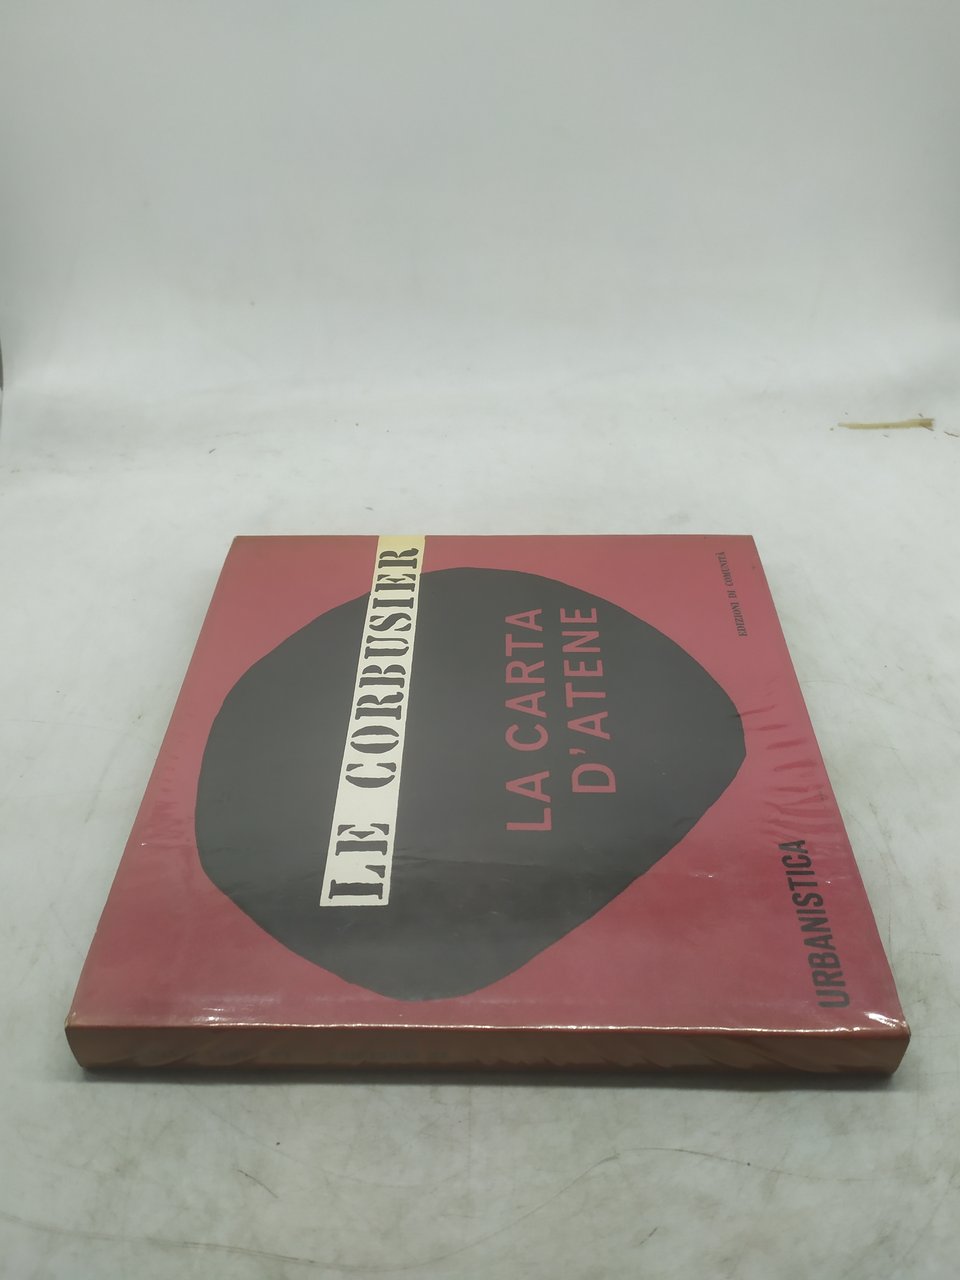 LE CORBUSIER
LA CARTA
D'ATENE
URBANISTICA
EDIZIONI DI COMUNITÀ